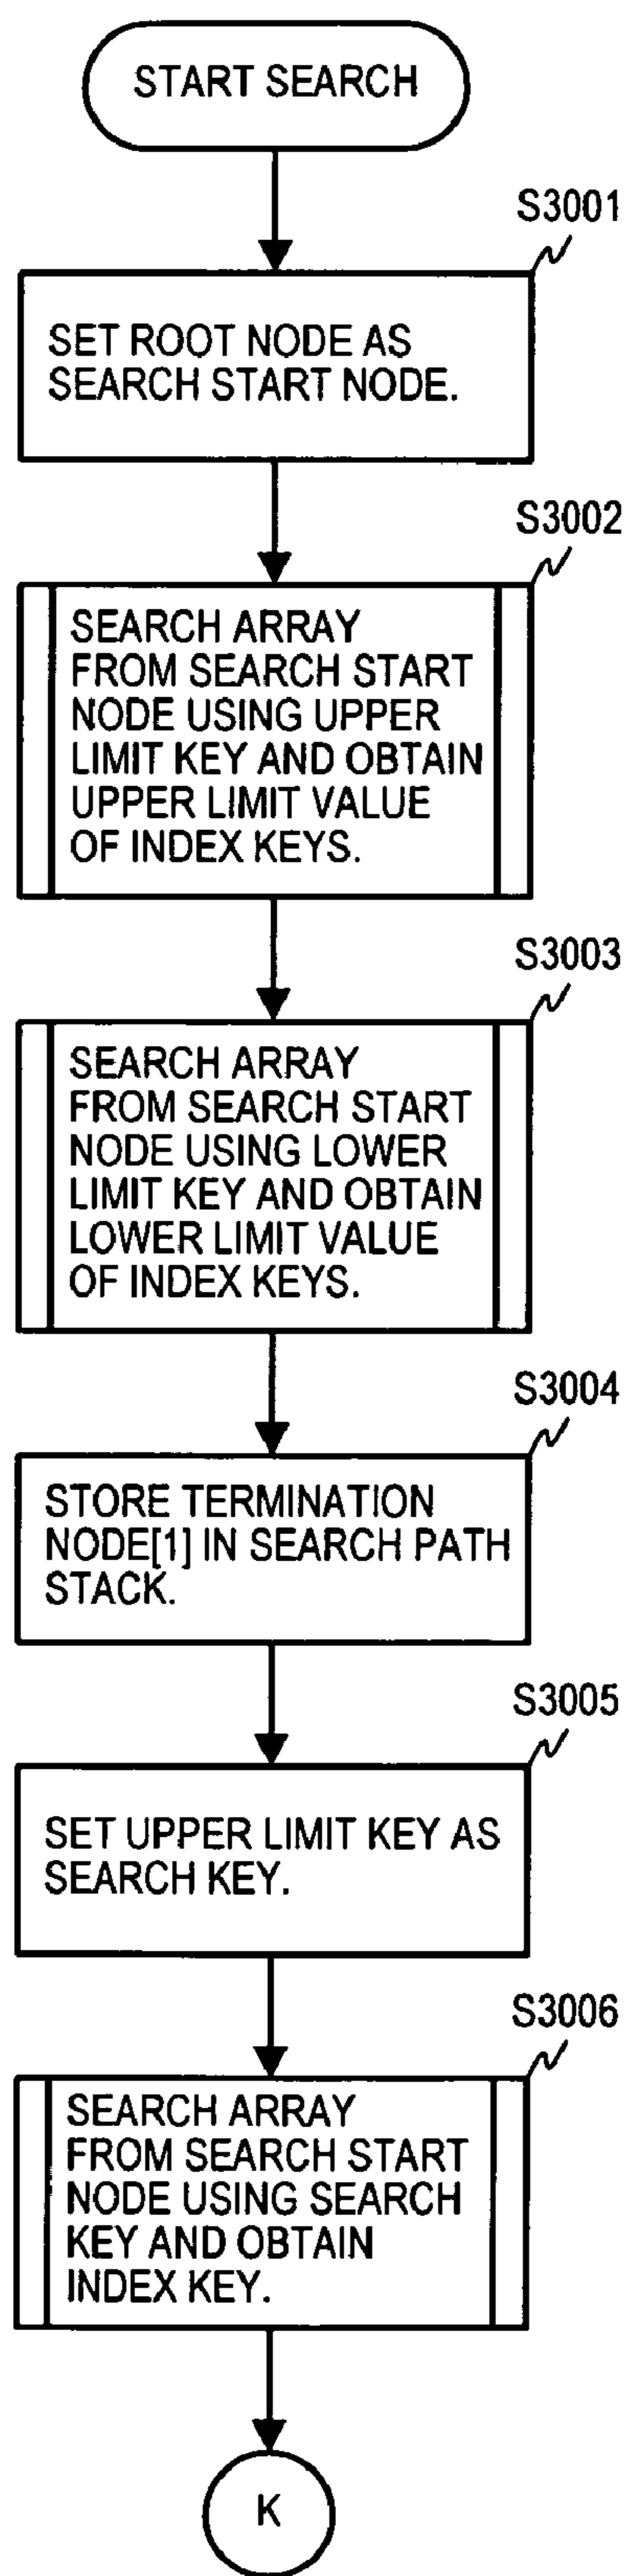 START SEARCH
S3001
SET ROOT NODE AS
SEARCH START NODE.
S3002
SEARCH ARRAY
FROM SEARCH START
NODE USING UPPER
LIMIT KEY AND OBTAIN
UPPER LIMIT VALUE
OF INDEX KEYS.
S3003
SEARCH ARRAY
FROM SEARCH START
NODE USING LOWER
LIMIT KEY AND OBTAIN
LOWER LIMIT VALUE
OF INDEX KEYS.
S3004
STORE TERMINATION
NODE[1] IN SEARCH PATH
STACK.
S3005
SET UPPER LIMIT KEY AS
SEARCH KEY.
S3006
SEARCH ARRAY
FROM SEARCH START
NODE USING SEARCH
KEY AND OBTAIN
INDEX KEY.
K